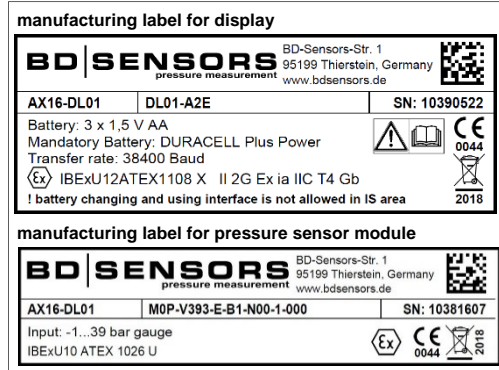 manufacturing label for display
BD SENSORS
pressure measurement
BD-Sensors-Str. 1
95199 Thierstein, Germany
www.bdsensors.de
AX16-DL01 DL01-A2E SN: 10390522
Battery: 3 x 1,5 V AA
Mandatory Battery: DURACELL Plus Power
Transfer rate: 38400 Baud
0044
Ex IBExU12ATEX1108 X II 2G Ex ia IIC T4 Gb
! battery changing and using interface is not allowed in IS area 2018
manufacturing label for pressure sensor module
BD SENSORS
pressure measurement
BD-Sensors-Str. 1
95199 Thierstein, Germany
www.bdsensors.de
AX16-DL01 M0P-V393-E-B1-N00-1-000 SN: 10381607
Input: -1...39 bar gauge
IBExU10 ATEX 1026 U
Ex CE 0044 2018